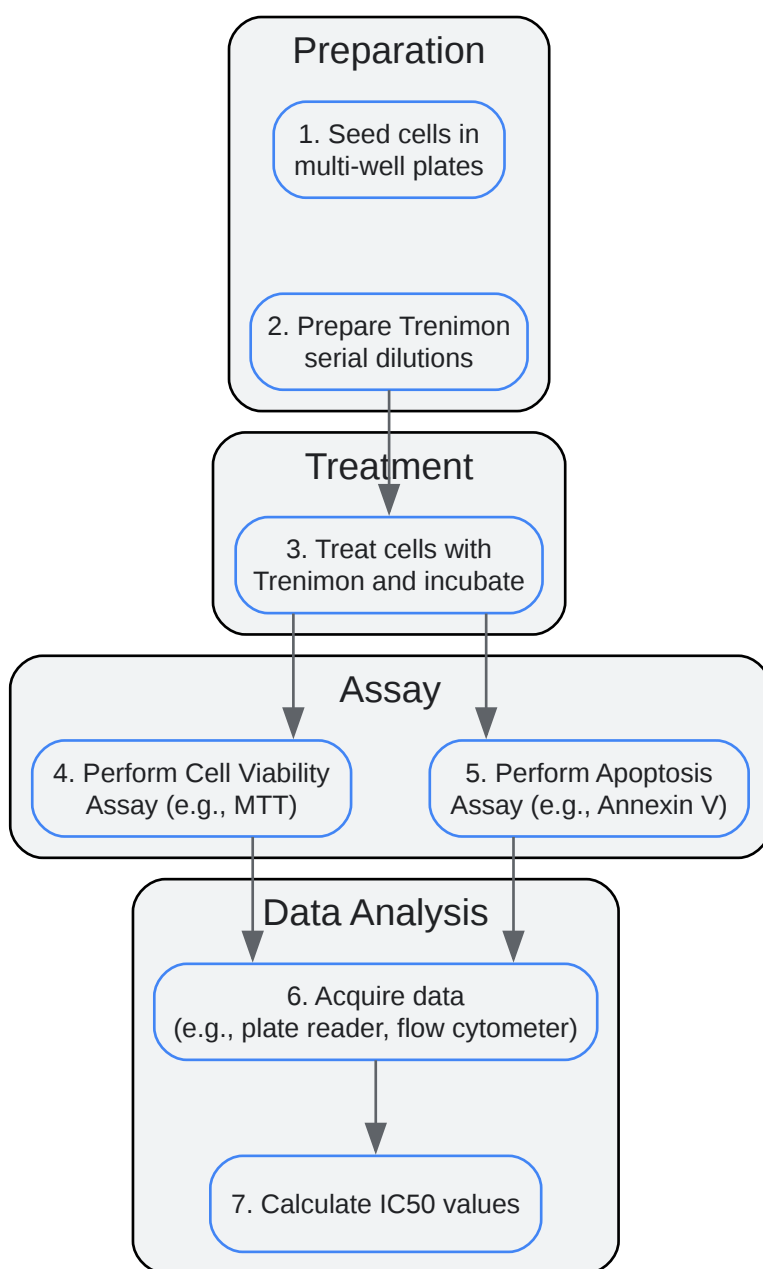 Preparation
1. Seed cells in
multi-well plates
2. Prepare Trenimon
serial dilutions
Treatment
3. Treat cells with
Trenimon and incubate
Assay
4. Perform Cell Viability
Assay (e.g., MTT)
5. Perform Apoptosis
Assay (e.g., Annexin V)
Data Analysis
6. Acquire data
(e.g., plate reader, flow cytometer)
7. Calculate IC50 values